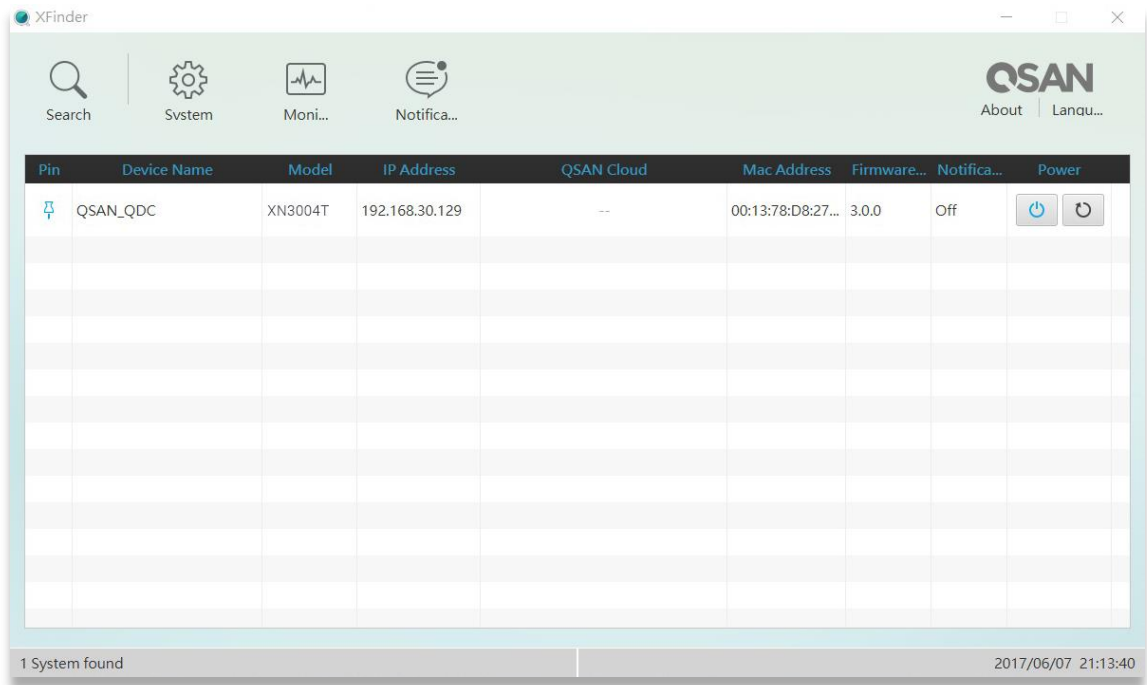 XFinder
Search System Moni... Notifica...
QSAN
About Langu...
Pin Device Name Model IP Address QSAN Cloud Mac Address Firmware... Notifica... Power
QSAN_QDC XN3004T 192.168.30.129 -- 00:13:78:D8:27... 3.0.0 Off
1 System found 2017/06/07 21:13:40